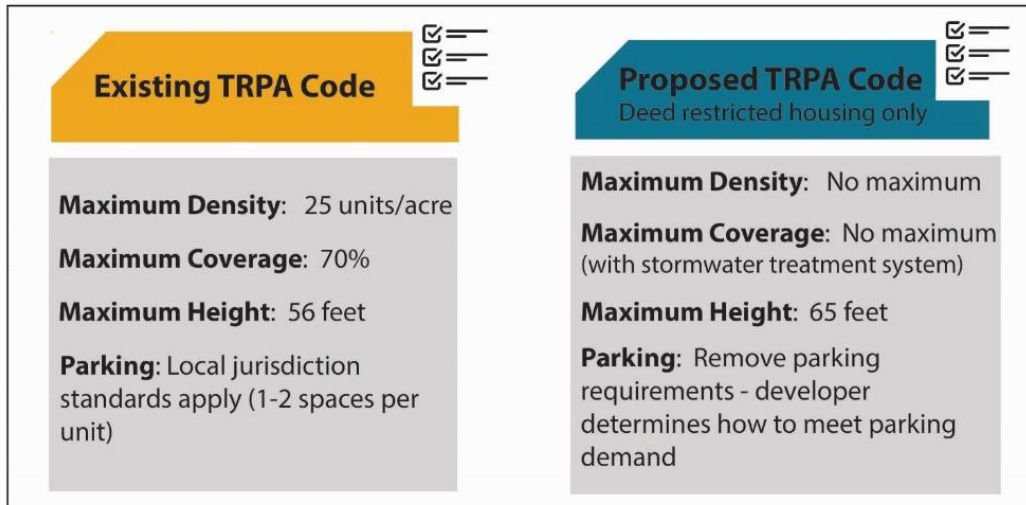 Existing TRPA Code
Maximum Density: 25 units/acre
Maximum Coverage: 70%
Maximum Height: 56 feet
Parking: Local jurisdiction
standards apply (1-2 spaces per
unit)
Proposed TRPA Code
Deed restricted housing only
Maximum Density: No maximum
Maximum Coverage: No maximum
(with stormwater treatment system)
Maximum Height: 65 feet
Parking: Remove parking
requirements - developer
determines how to meet parking
demand